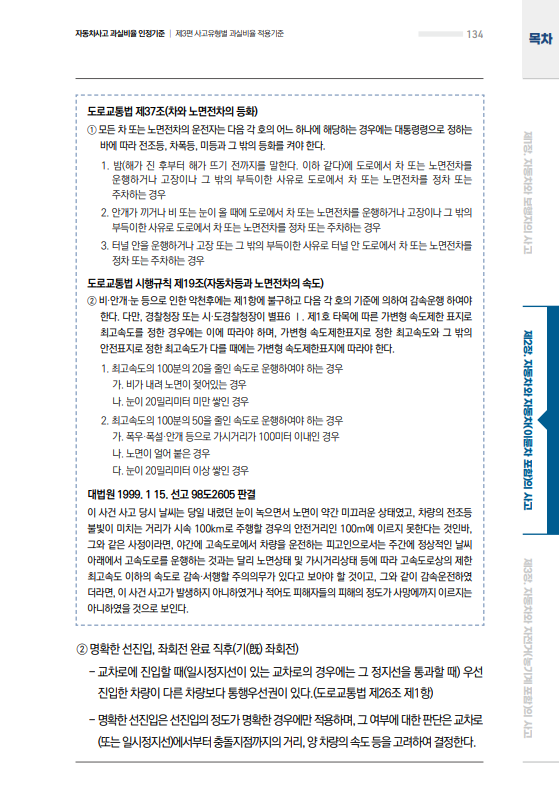 자동차사고 과실비율 인정기준 | 제3편 사고유형별 과실비율 적용기준
134
목차
도로교통법 제37조(차와 노면전차의 등화)
① 모든 차 또는 노면전차의 운전자는 다음 각 호의 어느 하나에 해당하는 경우에는 대통령령으로 정하는
바에 따라 전조등, 차폭등, 미등과 그 밖의 등화를 켜야 한다.
1. 밤(해가 진 후부터 해가 뜨기 전까지를 말한다. 이하 같다)에 도로에서 차 또는 노면전차를
운행하거나 고장이나 그 밖의 부득이한 사유로 도로에서 차 또는 노면전차를 정차 또는
주차하는 경우
2. 안개가 끼거나 비 또는 눈이 올 때에 도로에서 차 또는 노면전차를 운행하거나 고장이나 그 밖의
부득이한 사유로 도로에서 차 또는 노면전차를 정차 또는 주차하는 경우
3. 터널 안을 운행하거나 고장 또는 그 밖의 부득이한 사유로 터널 안 도로에서 차 또는 노면전차를
정차 또는 주차하는 경우
도로교통법 시행규칙 제19조(자동차등과 노면전차의 속도)
② 비·안개·눈 등으로 인한 악천후에는 제1항에 불구하고 다음 각 호의 기준에 의하여 감속운행 하여야
한다. 다만, 경찰청장 또는 시·도경찰청장이 별표6 Ⅰ. 제1호 타목에 따른 가변형 속도제한 표지로
최고속도를 정한 경우에는 이에 따라야 하며, 가변형 속도제한표지로 정한 최고속도와 그 밖의
안전표지로 정한 최고속도가 다를 때에는 가변형 속도제한표지에 따라야 한다.
1. 최고속도의 100분의 20을 줄인 속도로 운행하여야 하는 경우
가. 비가 내려 노면이 젖어있는 경우
나. 눈이 20밀리미터 미만 쌓인 경우
2. 최고속도의 100분의 50을 줄인 속도로 운행하여야 하는 경우
가. 폭우·폭설·안개 등으로 가시거리가 100미터 이내인 경우
나. 노면이 얼어 붙은 경우
다. 눈이 20밀리미터 이상 쌓인 경우
대법원 1999. 1 15. 선고 98도2605 판결
이 사건 사고 당시 날씨는 당일 내렸던 눈이 녹으면서 노면이 약간 미끄러운 상태였고, 차량의 전조등
불빛이 미치는 거리가 시속 100km로 주행할 경우의 안전거리인 100m에 이르지 못한다는 것인바,
그와 같은 사정이라면, 야간에 고속도로에서 차량을 운전하는 피고인으로서는 주간에 정상적인 날씨
아래에서 고속도로를 운행하는 것과는 달리 노면상태 및 가시거리상태 등에 따라 고속도로상의 제한
최고속도 이하의 속도로 감속·서행할 주의의무가 있다고 보아야 할 것이고, 그와 같이 감속운전하였
더라면, 이 사건 사고가 발생하지 아니하였거나 적어도 피해자들의 피해의 정도가 사망에까지 이르지는
아니하였을 것으로 보인다.
② 명확한 선진입, 좌회전 완료 직후(기(旣) 좌회전)
– 교차로에 진입할 때(일시정지선이 있는 교차로의 경우에는 그 정지선을 통과할 때) 우선
진입한 차량이 다른 차량보다 통행우선권이 있다.(도로교통법 제26조 제1항)
– 명확한 선진입은 선진입의 정도가 명확한 경우에만 적용하며, 그 여부에 대한 판단은 교차로
(또는 일시정지선)에서부터 충돌지점까지의 거리, 양 차량의 속도 등을 고려하여 결정한다.
제1장. 자동차와 보행자의 사고
제2장. 자동차와 자동차(이륜차 포함)의 사고
제3장. 자동차와 자전거(농기계 포함)의 사고